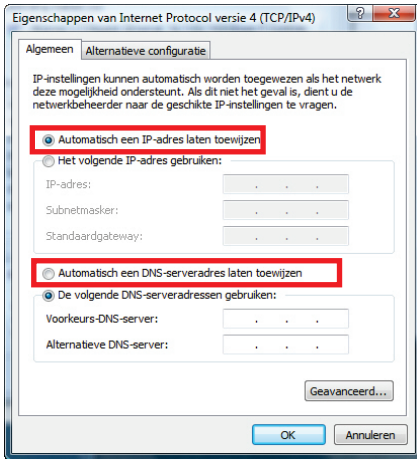 Eigenschappen van Internet Protocol versie 4 (TCP/IPv4)
Algemeen
Alternatieve configuratie
IP-instellingen kunnen automatisch worden toegewezen als het netwerk
deze mogelijkheid ondersteunt. Als dit niet het geval is, dient u de
netwerkbeheerder naar de geschikte IP-instellingen te vragen.
Automatisch een IP-adres laten toewijzen
Het volgende IP-adres gebruiken:
IP-adres:
Subnetmasker:
Standaardgateway:
Automatisch een DNS-serveradres laten toewijzen
De volgende DNS-serveradressen gebruiken:
Voorkeurs-DNS-server:
Alternatieve DNS-server:
Geavanceerd...
OK
Annuleren